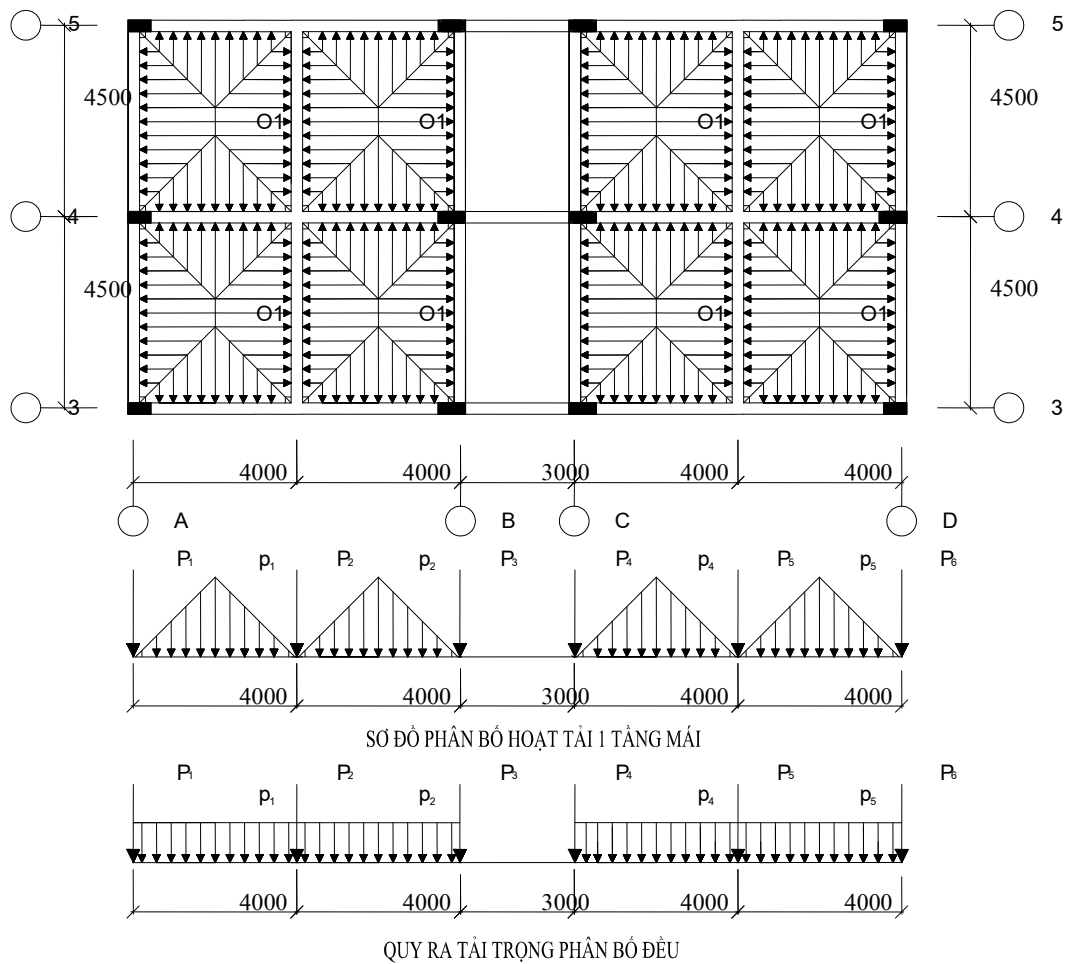 5 5
4500 4500
O1 O1 O1 O1
4 4
4500 4500
O1 O1 O1 O1
3 3
4000 4000 3000 4000 4000
A B C D
P₁ p₁ P₂ p₂ P₃ P₄ p₄ P₅ p₅ P₆
4000 4000 3000 4000 4000
SƠ ĐỒ PHÂN BỐ HOẠT TẢI 1 TẦNG MÁI
P₁ P₂ P₃ P₄ P₅ P₆
p₁ p₂ p₄ p₅
4000 4000 3000 4000 4000
QUY RA TẢI TRỌNG PHÂN BỐ ĐỀU